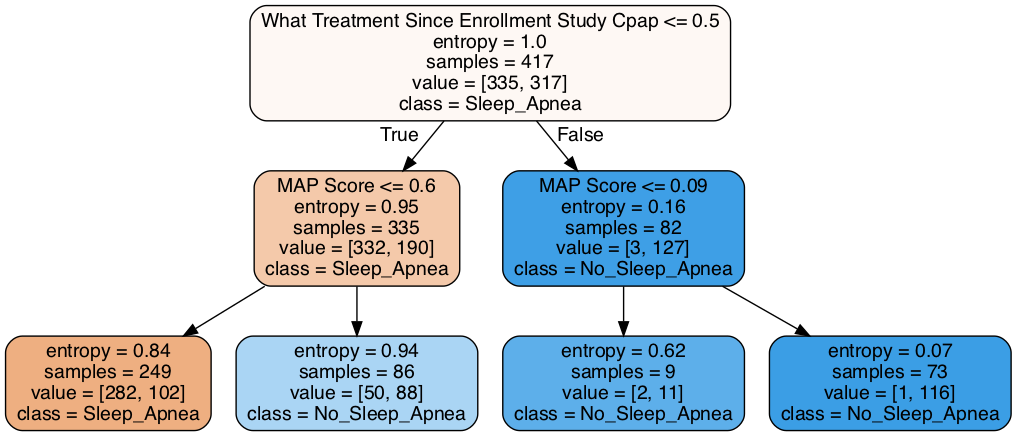 What Treatment Since Enrollment Study Cpap <= 0.5
entropy = 1.0
samples = 417
value = [335, 317]
class = Sleep_Apnea
True
False
MAP Score <= 0.6
entropy = 0.95
samples = 335
value = [332, 190]
class = Sleep_Apnea
MAP Score <= 0.09
entropy = 0.16
samples = 82
value = [3, 127]
class = No_Sleep_Apnea
entropy = 0.84
samples = 249
value = [282, 102]
class = Sleep_Apnea
entropy = 0.94
samples = 86
value = [50, 88]
class = No_Sleep_Apnea
entropy = 0.62
samples = 9
value = [2, 11]
class = No_Sleep_Apnea
entropy = 0.07
samples = 73
value = [1, 116]
class = No_Sleep_Apnea